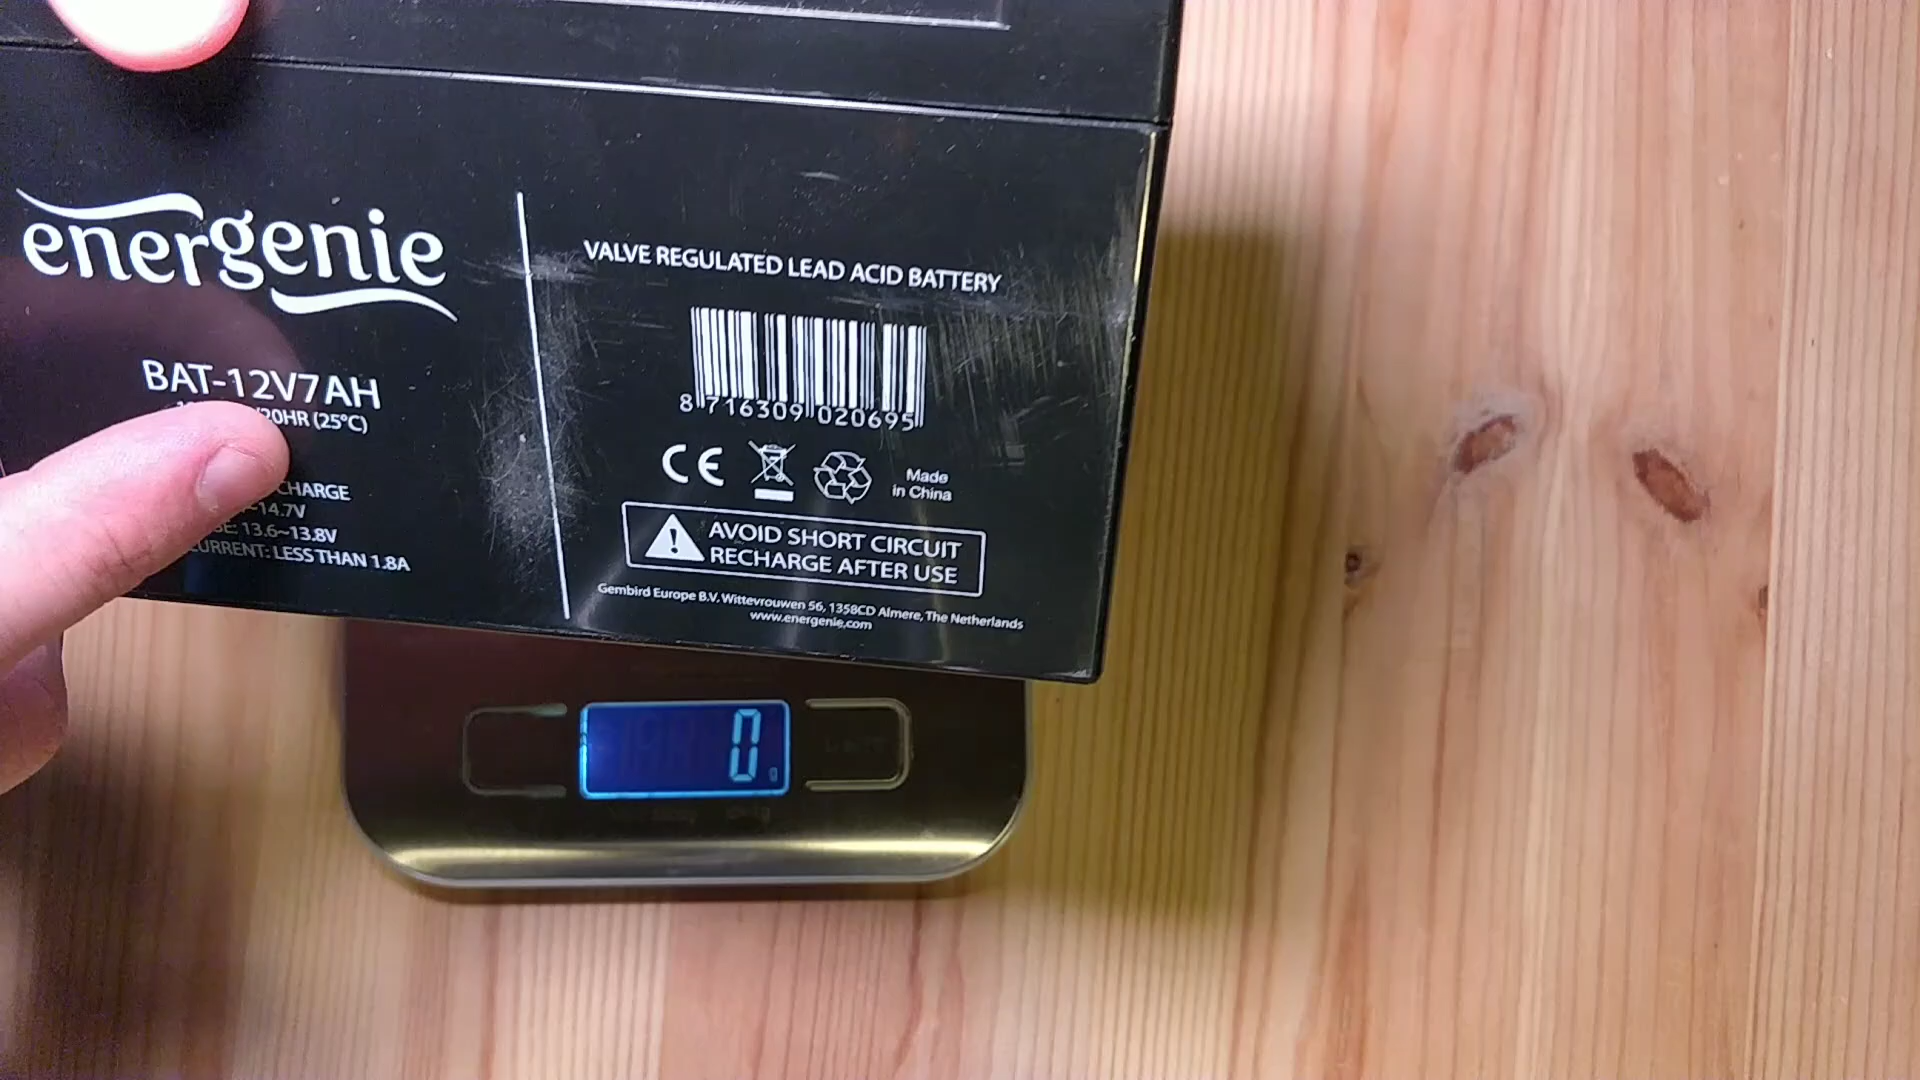 energenie
BAT-12V7AH
20HR (25°C)
CHARGE
~14.7V
13.6~13.8V
CURRENT: LESS THAN 1.8A
VALVE REGULATED LEAD ACID BATTERY
8 716309 020695
CE
Made
in China
AVOID SHORT CIRCUIT
RECHARGE AFTER USE
Gembird Europe B.V. Wittevrouwen 56, 1358CD Almere, The Netherlands
www.energenie.com
0 g